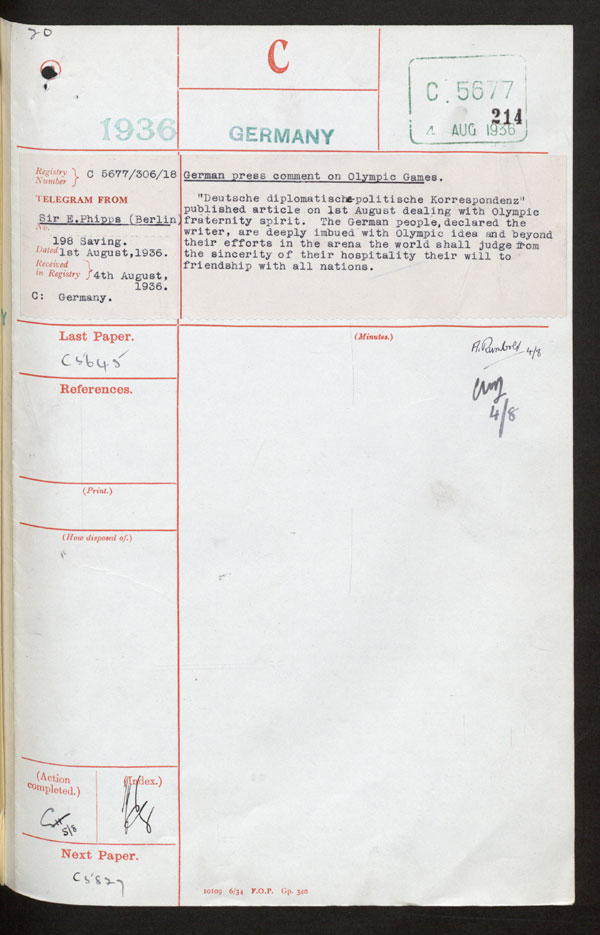 20
C
C 5677
214
4 AUG 1936
1936
GERMANY
Registry Number } C 5677/306/18
TELEGRAM FROM
Sir E.Phipps (Berlin)
No.
198 Saving.
Dated 1st August,1936.
Received in Registry } 4th August,
1936.
C: Germany.
German press comment on Olympic Games.
"Deutsche diplomatische-politische Korrespondenz"
published article on 1st August dealing with Olympic
fraternity spirit. The German people,declared the
writer, are deeply imbued with Olympic idea and beyond
their efforts in the arena the world shall judge from
the sincerity of their hospitality their will to
friendship with all nations.
Last Paper.
C5645
References.
(Print.)
(How disposed of.)
(Action completed.)
5/8
(Index.)
Next Paper.
C5827
(Minutes.)
4/8
4/8
10109 6/34 F.O.P. Gp. 340